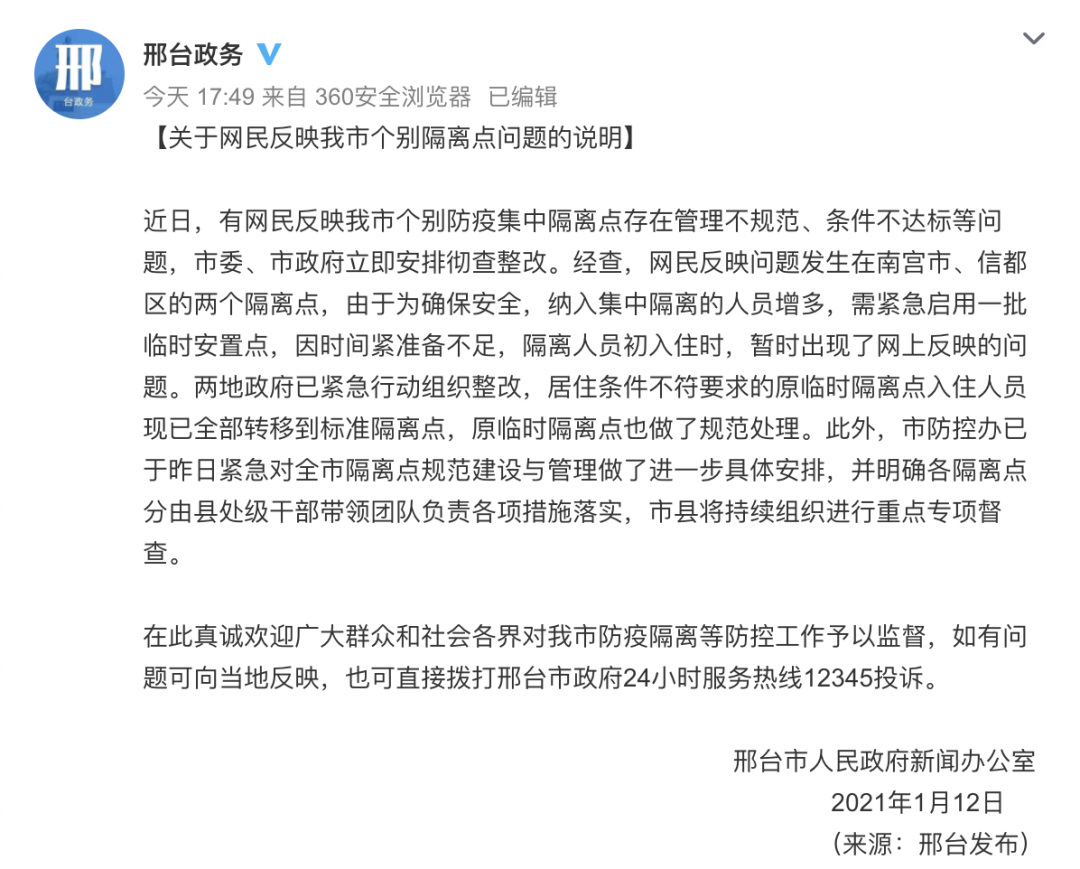 邢
台政务
邢台政务
今天 17:49 来自 360安全浏览器 已编辑
【关于网民反映我市个别隔离点问题的说明】
近日，有网民反映我市个别防疫集中隔离点存在管理不规范、条件不达标等问
题，市委、市政府立即安排彻查整改。经查，网民反映问题发生在南宫市、信都
区的两个隔离点，由于为确保安全，纳入集中隔离的人员增多，需紧急启用一批
临时安置点，因时间紧准备不足，隔离人员初入住时，暂时出现了网上反映的问
题。两地政府已紧急行动组织整改，居住条件不符要求的原临时隔离点入住人员
现已全部转移到标准隔离点，原临时隔离点也做了规范处理。此外，市防控办已
于昨日紧急对全市隔离点规范建设与管理做了进一步具体安排，并明确各隔离点
分由县处级干部带领团队负责各项措施落实，市县将持续组织进行重点专项督
查。
在此真诚欢迎广大群众和社会各界对我市防疫隔离等防控工作予以监督，如有问
题可向当地反映，也可直接拨打邢台市政府24小时服务热线12345投诉。
邢台市人民政府新闻办公室
2021年1月12日
（来源：邢台发布）